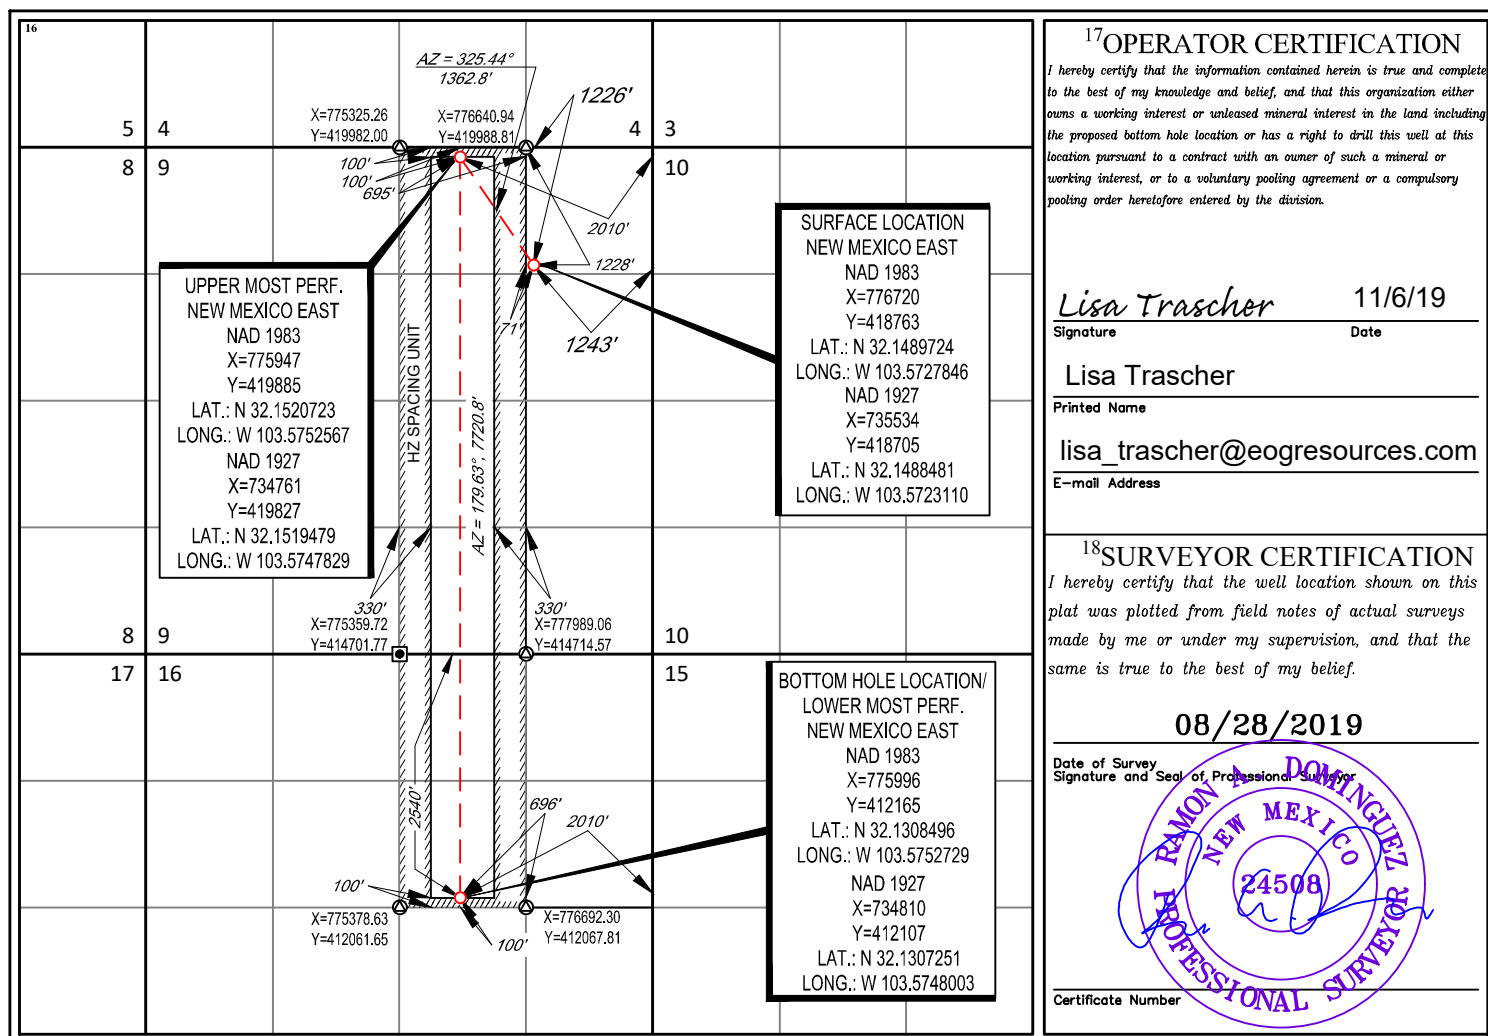 16
AZ = 325.44°
1362.8'
1226'
X=775325.26
Y=419982.00
X=776640.94
Y=419988.81
5
4
4
3
8
9
10
100'
100'
695'
2010'
1228'
71'
1243'
UPPER MOST PERF.
NEW MEXICO EAST
NAD 1983
X=775947
Y=419885
LAT.: N 32.1520723
LONG.: W 103.5752567
NAD 1927
X=734761
Y=419827
LAT.: N 32.1519479
LONG.: W 103.5747829
SURFACE LOCATION
NEW MEXICO EAST
NAD 1983
X=776720
Y=418763
LAT.: N 32.1489724
LONG.: W 103.5727846
NAD 1927
X=735534
Y=418705
LAT.: N 32.1488481
LONG.: W 103.5723110
HZ SPACING UNIT
AZ = 179.63°, 7720.8'
330'
330'
X=775359.72
Y=414701.77
X=777989.06
Y=414714.57
8
9
10
17
16
15
BOTTOM HOLE LOCATION/
LOWER MOST PERF.
NEW MEXICO EAST
NAD 1983
X=775996
Y=412165
LAT.: N 32.1308496
LONG.: W 103.5752729
NAD 1927
X=734810
Y=412107
LAT.: N 32.1307251
LONG.: W 103.5748003
2540'
696'
2010'
100'
X=775378.63
Y=412061.65
X=776692.30
Y=412067.81
100'
17 OPERATOR CERTIFICATION
I hereby certify that the information contained herein is true and complete
to the best of my knowledge and belief, and that this organization either
owns a working interest or unleased mineral interest in the land including
the proposed bottom hole location or has a right to drill this well at this
location pursuant to a contract with an owner of such a mineral or
working interest, or to a voluntary pooling agreement or a compulsory
pooling order heretofore entered by the division.
Lisa Trascher 11/6/19
Signature Date
Lisa Trascher
Printed Name
lisa_trascher@eogresources.com
E-mail Address
18 SURVEYOR CERTIFICATION
I hereby certify that the well location shown on this
plat was plotted from field notes of actual surveys
made by me or under my supervision, and that the
same is true to the best of my belief.
08/28/2019
Date of Survey
Signature and Seal of Professional Surveyor
RAMON A. DOMINGUEZ
NEW MEXICO
24508
PROFESSIONAL SURVEYOR
Certificate Number